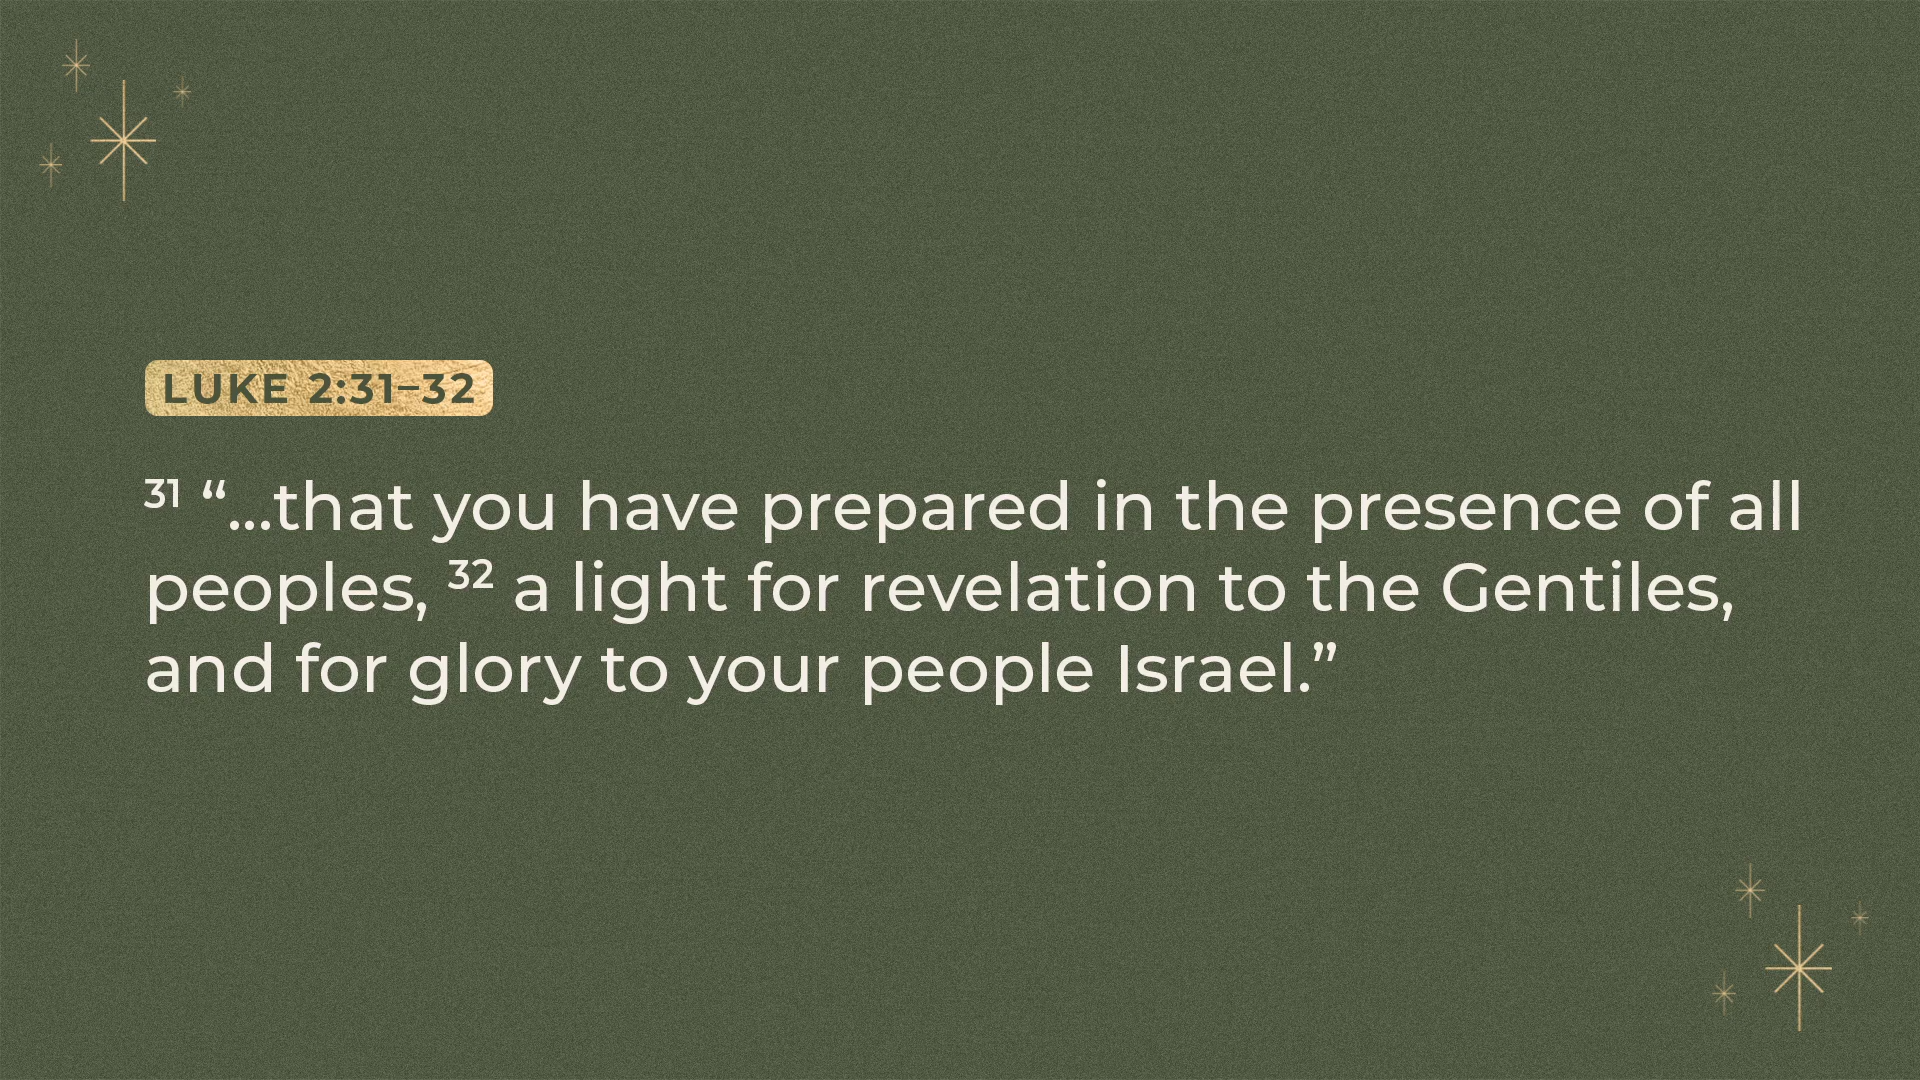 LUKE 2:31–32
31 “...that you have prepared in the presence of all
peoples, 32 a light for revelation to the Gentiles,
and for glory to your people Israel.”